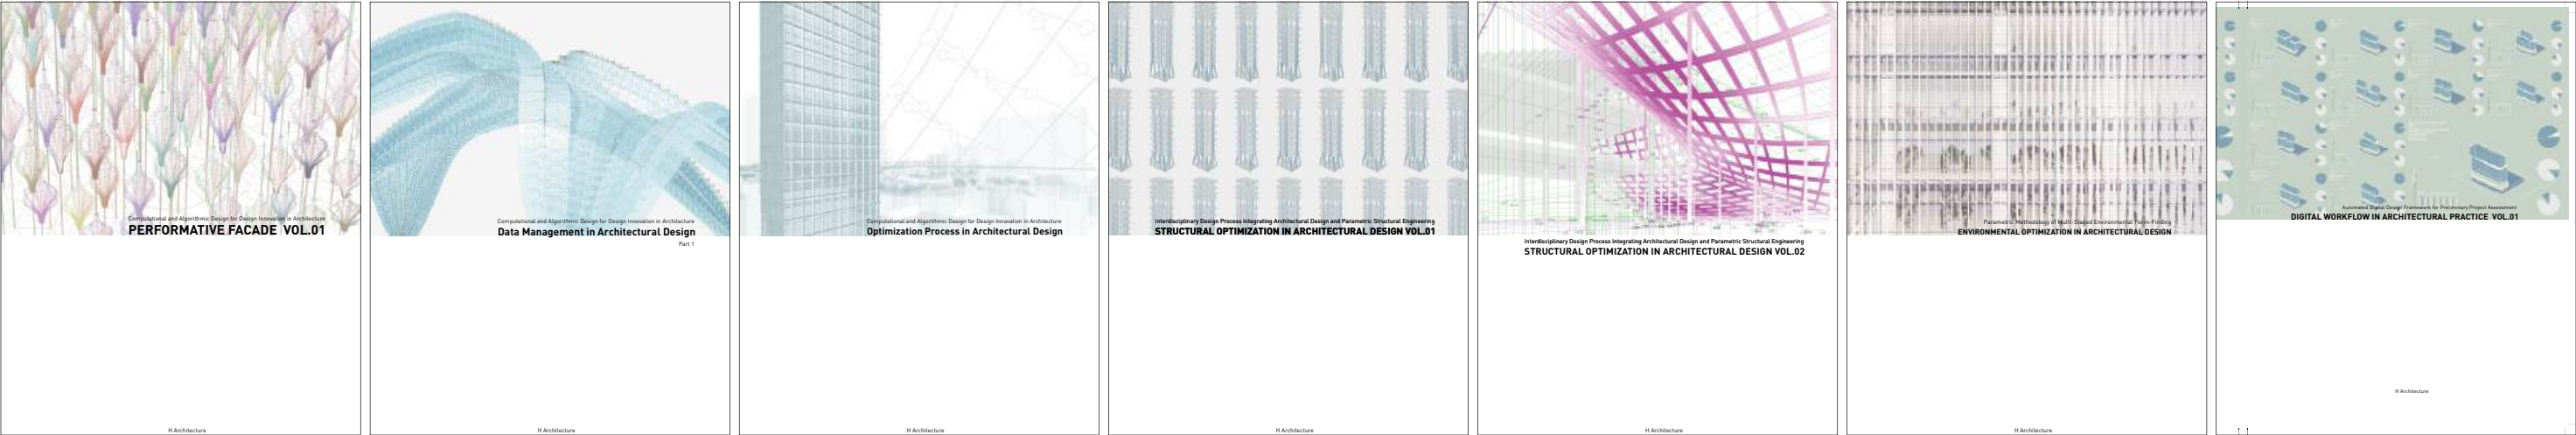 Computational and Algorithmic Design for Design Innovation in Architecture
PERFORMATIVE FACADE VOL.01
H Architecture
Computational and Algorithmic Design for Design Innovation in Architecture
Data Management in Architectural Design
Part 1
H Architecture
Computational and Algorithmic Design for Design Innovation in Architecture
Optimization Process in Architectural Design
H Architecture
Interdisciplinary Design Process Integrating Architectural Design and Parametric Structural Engineering
STRUCTURAL OPTIMIZATION IN ARCHITECTURAL DESIGN VOL.01
H Architecture
Interdisciplinary Design Process Integrating Architectural Design and Parametric Structural Engineering
STRUCTURAL OPTIMIZATION IN ARCHITECTURAL DESIGN VOL.02
H Architecture
Parametric Methodology of Multi-Staged Environmental Form-Finding
ENVIRONMENTAL OPTIMIZATION IN ARCHITECTURAL DESIGN
H Architecture
Automated Digital Design Framework for Preliminary Project Assessment
DIGITAL WORKFLOW IN ARCHITECTURAL PRACTICE VOL.01
H Architecture